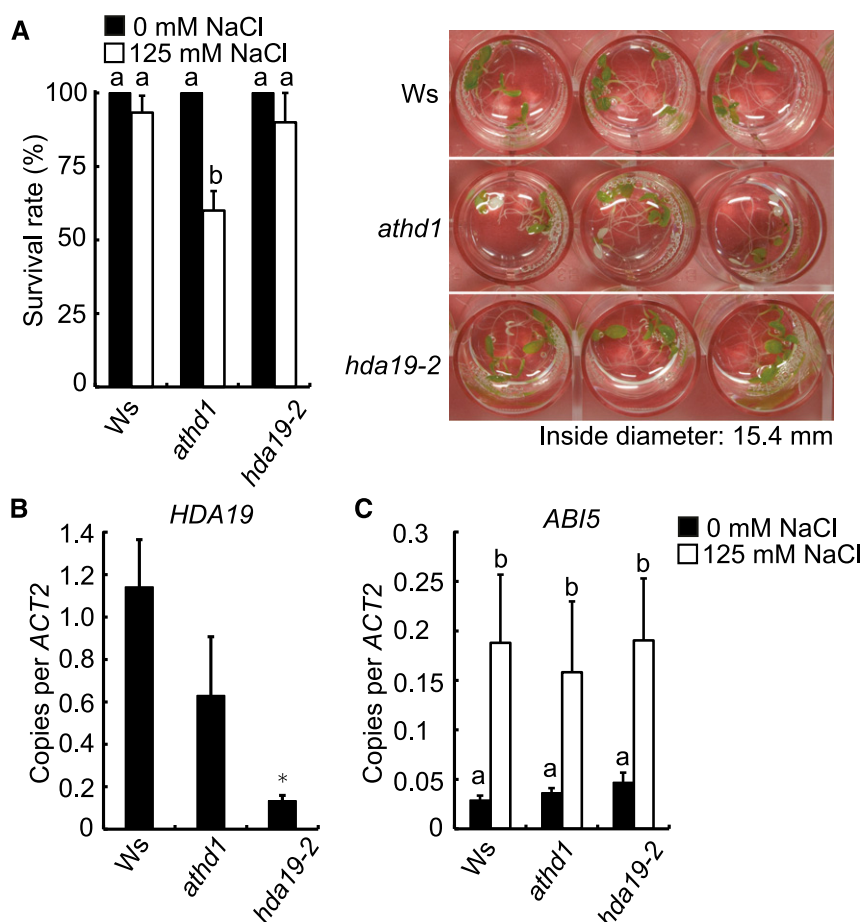 A
0 mM NaCl
125 mM NaCl
a a a b a a
Survival rate (%)
100
75
50
25
0
Ws
athd1
hda19-2
Ws
athd1
hda19-2
Inside diameter: 15.4 mm
B
HDA19
Copies per ACT2
1.4
1.2
1.0
0.8
0.6
0.4
0.2
0
*
Ws
athd1
hda19-2
C
ABI5
0 mM NaCl
125 mM NaCl
Copies per ACT2
0.3
0.25
0.2
0.15
0.1
0.05
0
a b a b a b
Ws
athd1
hda19-2